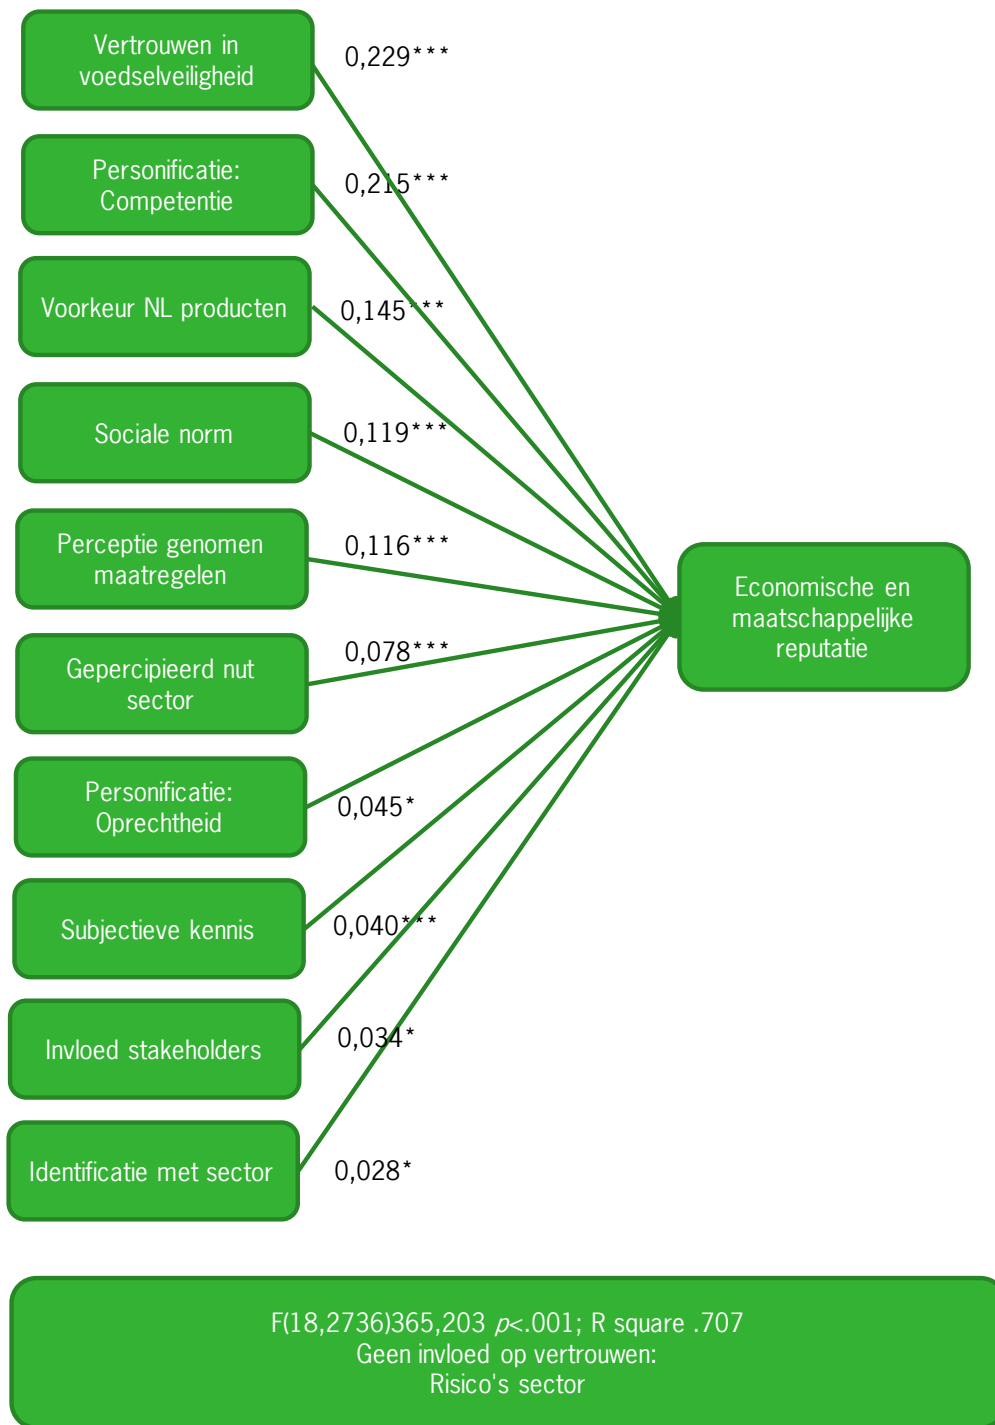 Vertrouwen in
voedselveiligheid
0,229***
Personificatie:
Competentie
0,215***
Voorkeur NL producten
0,145***
Sociale norm
0,119***
Perceptie genomen
maatregelen
0,116***
Economische en
maatschappelijke
reputatie
Gepercipieerd nut
sector
0,078***
Personificatie:
Oprechtheid
0,045*
Subjectieve kennis
0,040***
Invloed stakeholders
0,034*
Identificatie met sector
0,028*
F(18,2736)365,203 p<.001; R square .707
Geen invloed op vertrouwen:
Risico's sector